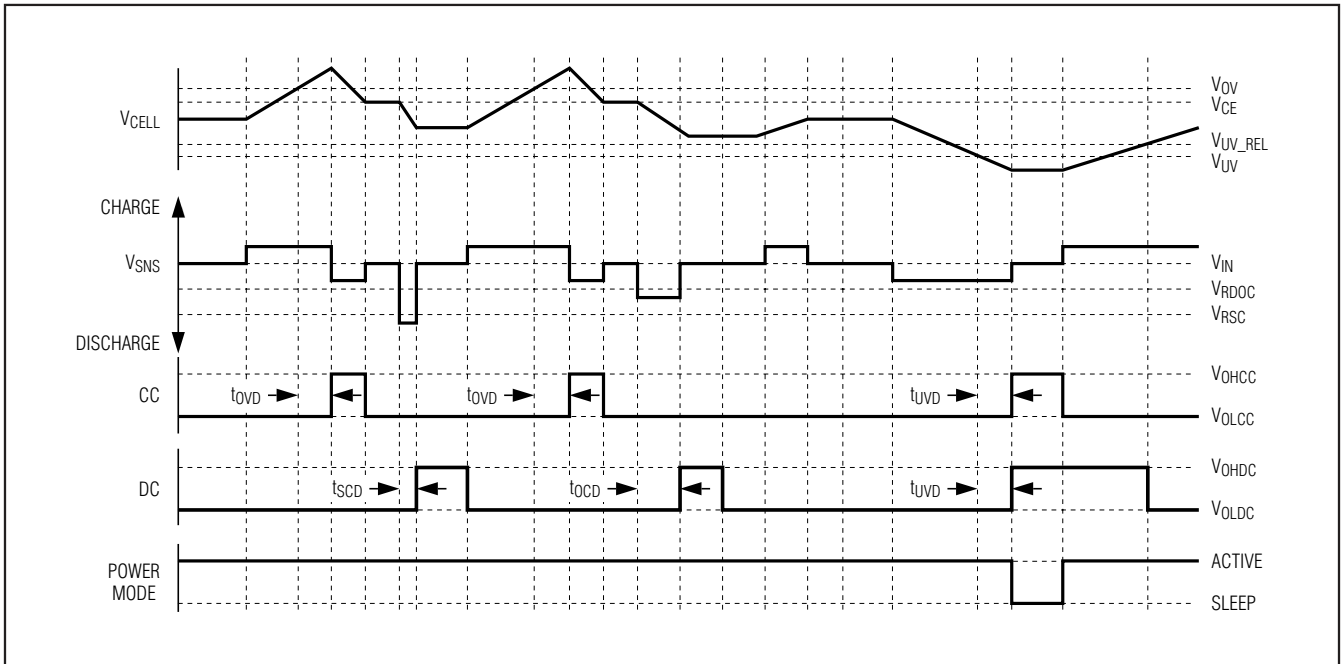 VCELL
VOV
VCE
VUV_REL
VUV
CHARGE
VSNS
DISCHARGE
VIN
VRDOC
VRSC
CC
tOVD
tOVD
tUVD
VOHCC
VOLCC
DC
tSCD
tOCD
tUVD
VOHDC
VOLDC
POWER
MODE
ACTIVE
SLEEP